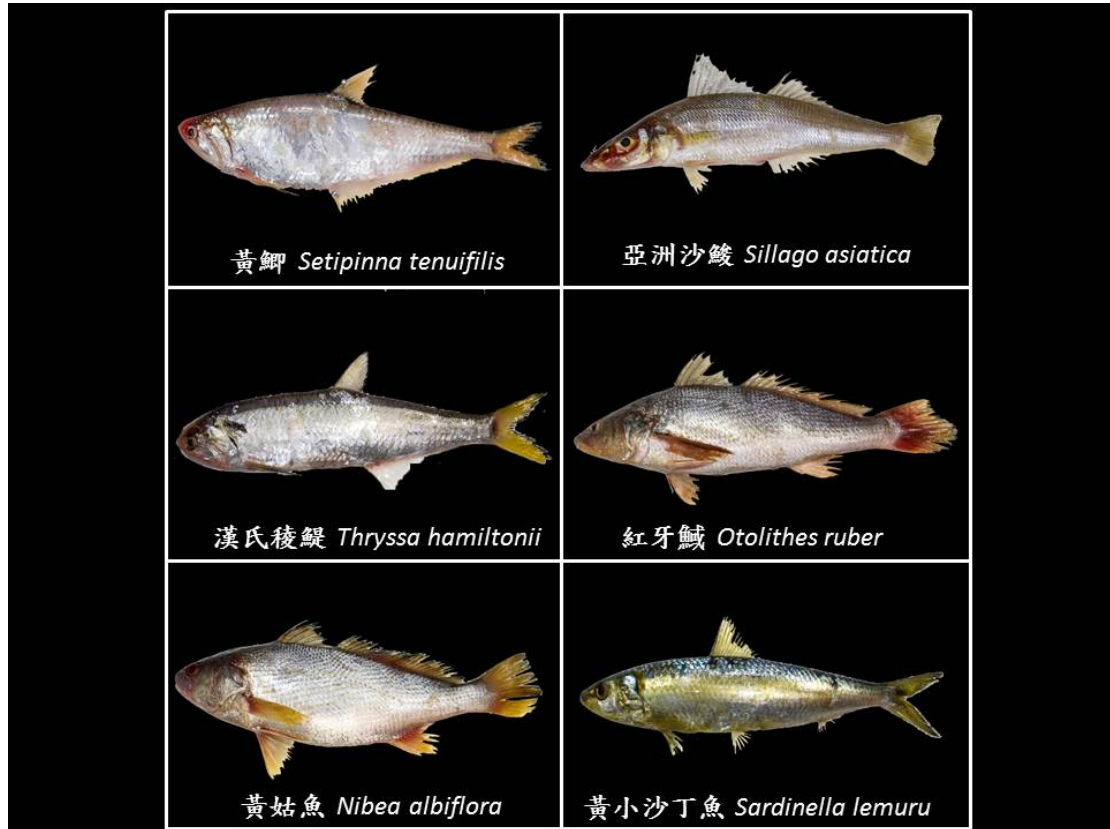 黃鯽 Setipinna tenuifilis
亞洲沙鮻 Sillago asiatica
漢氏稜鯷 Thryssa hamiltonii
紅牙䱛 Otolithes ruber
黃姑魚 Nibea albiflora
黃小沙丁魚 Sardinella lemuru